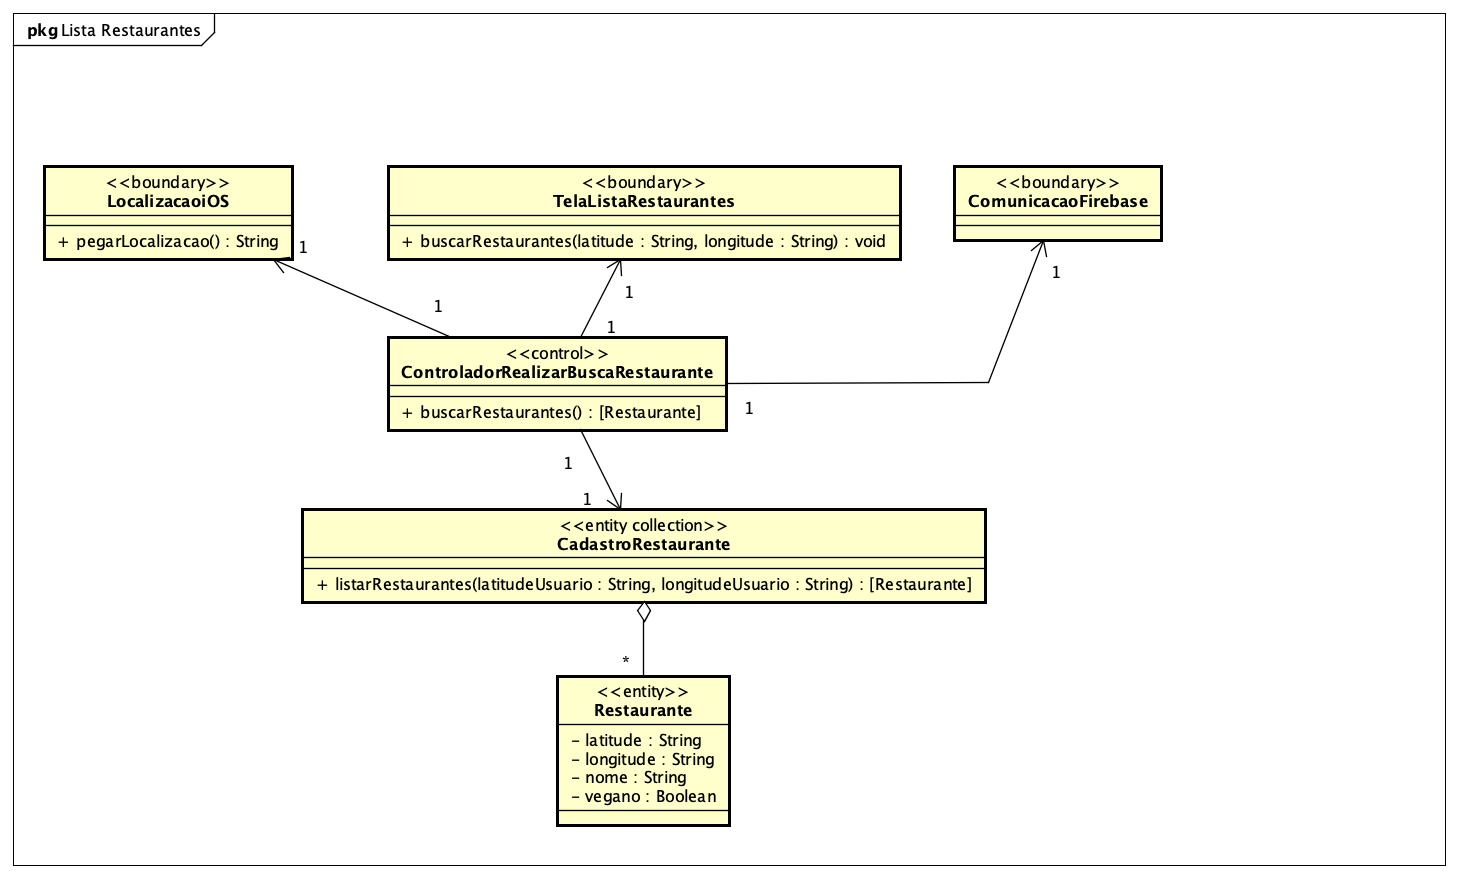 pkg Lista Restaurantes
<<boundary>>
LocalizacaoiOS
+ pegarLocalizacao() : String
<<boundary>>
TelaListaRestaurantes
+ buscarRestaurantes(latitude : String, longitude : String) : void
<<boundary>>
ComunicacaoFirebase
1
1
1
1
1
1
<<control>>
ControladorRealizarBuscaRestaurante
+ buscarRestaurantes() : [Restaurante]
1
1
<<entity collection>>
CadastroRestaurante
+ listarRestaurantes(latitudeUsuario : String, longitudeUsuario : String) : [Restaurante]
*
<<entity>>
Restaurante
- latitude : String
- longitude : String
- nome : String
- vegano : Boolean